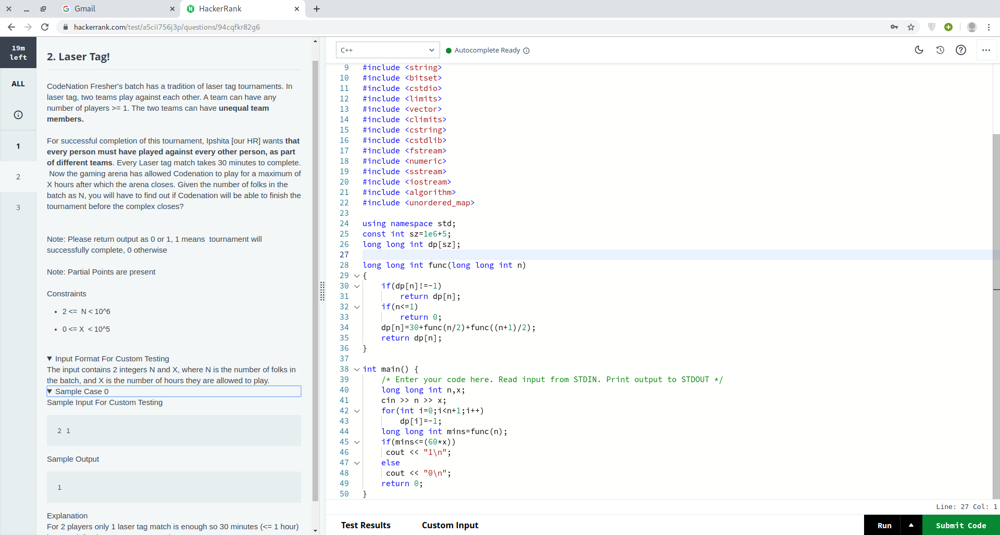 Gmail
HackerRank
hackerrank.com/test/a5cii756j3p/questions/94cqfkr82g6
19m
left
ALL
1
2
3
2. Laser Tag!
CodeNation Fresher's batch has a tradition of laser tag tournaments. In
laser tag, two teams play against each other. A team can have any
number of players >= 1. The two teams can have unequal team
members.
For successful completion of this tournament, Ipshita [our HR] wants that
every person must have played against every other person, as
part of different teams. Every Laser tag match takes 30 minutes to complete.
Now the gaming arena has allowed Codenation to play for a maximum of
X hours after which the arena closes. Given the number of folks in the
batch as N, you will have to find out if Codenation will be able to finish the
tournament before the complex closes?
Note: Please return output as 0 or 1, 1 means tournament will
successfully complete, 0 otherwise
Note: Partial Points are present
Constraints
• 2 <= N < 10^6
• 0 <= X < 10^5
▼ Input Format For Custom Testing
The input contains 2 integers N and X, where N is the number of folks in
the batch, and X is the number of hours they are allowed to play.
▼ Sample Case 0
Sample Input For Custom Testing
2 1
Sample Output
1
Explanation
For 2 players only 1 laser tag match is enough so 30 minutes (<= 1 hour)
C++
Autocomplete Ready
9 #include <string>
10 #include <bitset>
11 #include <cstdio>
12 #include <limits>
13 #include <vector>
14 #include <climits>
15 #include <cstring>
16 #include <cstdlib>
17 #include <fstream>
18 #include <numeric>
19 #include <sstream>
20 #include <iostream>
21 #include <algorithm>
22 #include <unordered_map>
23
24 using namespace std;
25 const int sz=1e6+5;
26 long long int dp[sz];
27
28 long long int func(long long int n)
29 {
30 if(dp[n]!=-1)
31 return dp[n];
32 if(n<=1)
33 return 0;
34 dp[n]=30+func(n/2)+func((n+1)/2);
35 return dp[n];
36 }
37
38 int main() {
39 /* Enter your code here. Read input from STDIN. Print output to STDOUT */
40 long long int n,x;
41 cin >> n >> x;
42 for(int i=0;i<n+1;i++)
43 dp[i]=-1;
44 long long int mins=func(n);
45 if(mins<=(60*x))
46 cout << "1\n";
47 else
48 cout << "0\n";
49 return 0;
50 }
Line: 27 Col: 1
Test Results
Custom Input
Run
Submit Code